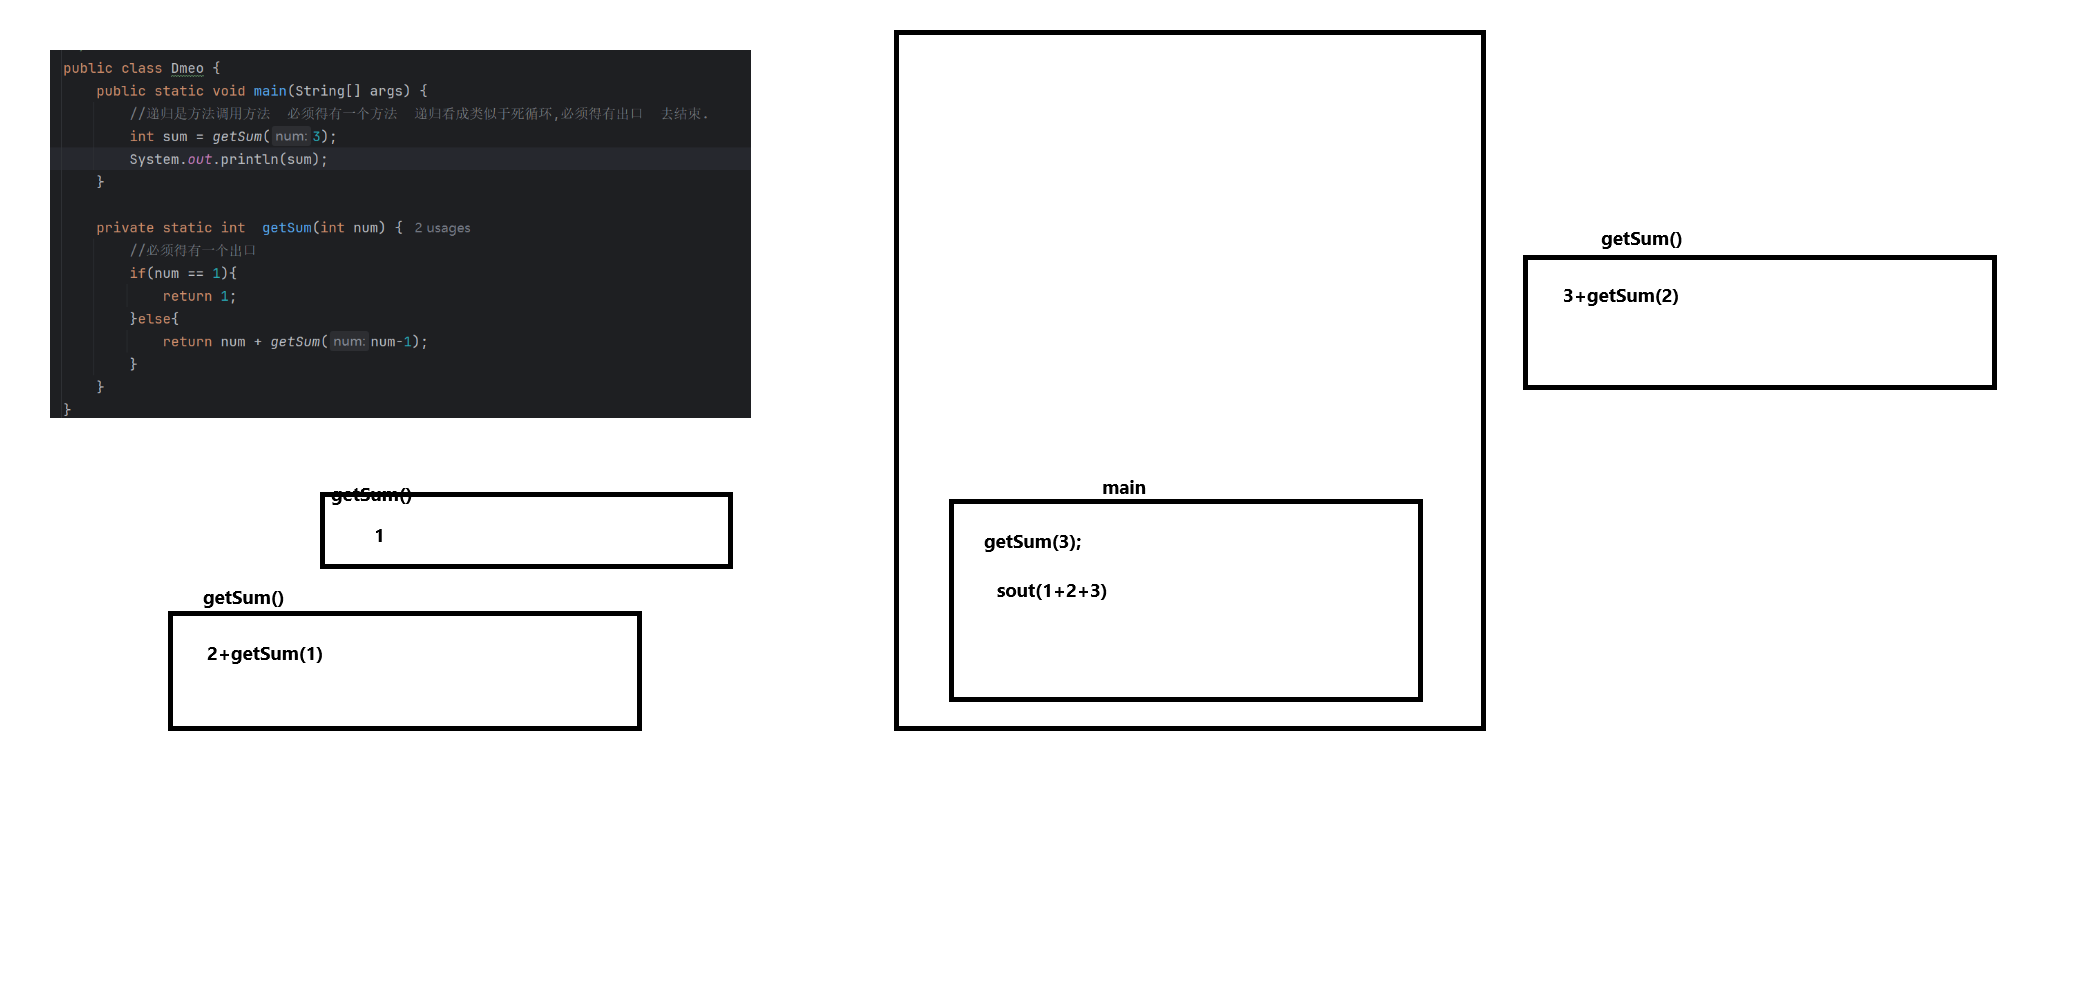 public class Dmeo {
public static void main(String[] args) {
//递归是方法调用方法  必须得有一个方法  递归看成类似于死循环,必须得有出口  去结束.
int sum = getSum( num: 3);
System.out.println(sum);
}
private static int  getSum(int num) { 2 usages
//必须得有一个出口
if(num == 1){
return 1;
}else{
return num + getSum( num: num-1);
}
}
}
getSum()
1
getSum()
2+getSum(1)
main
getSum(3);
sout(1+2+3)
getSum()
3+getSum(2)